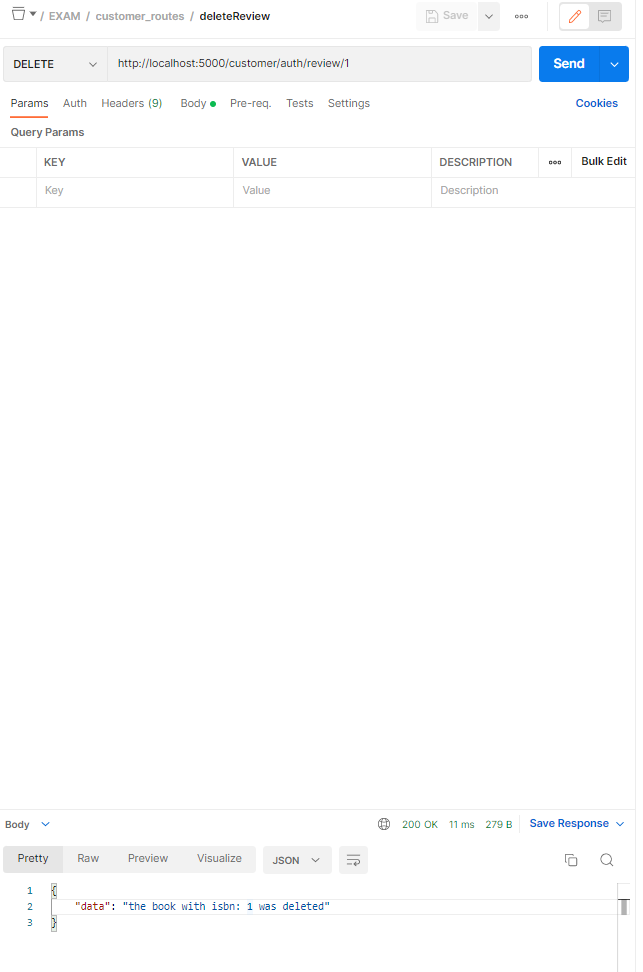 / EXAM / customer_routes / deleteReview Save
DELETE http://localhost:5000/customer/auth/review/1 Send
Params Auth Headers (9) Body Pre-req. Tests Settings Cookies
Query Params
KEY VALUE DESCRIPTION Bulk Edit
Key Value Description
Body 200 OK 11 ms 279 B Save Response
Pretty Raw Preview Visualize JSON
1 {
2 "data": "the book with isbn: 1 was deleted"
3 }